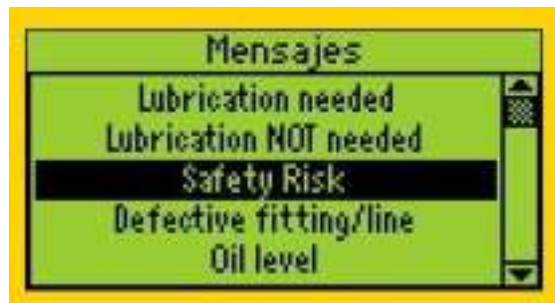 Mensajes
Lubrication needed
Lubrication NOT needed
Safety Risk
Defective fitting/line
Oil level